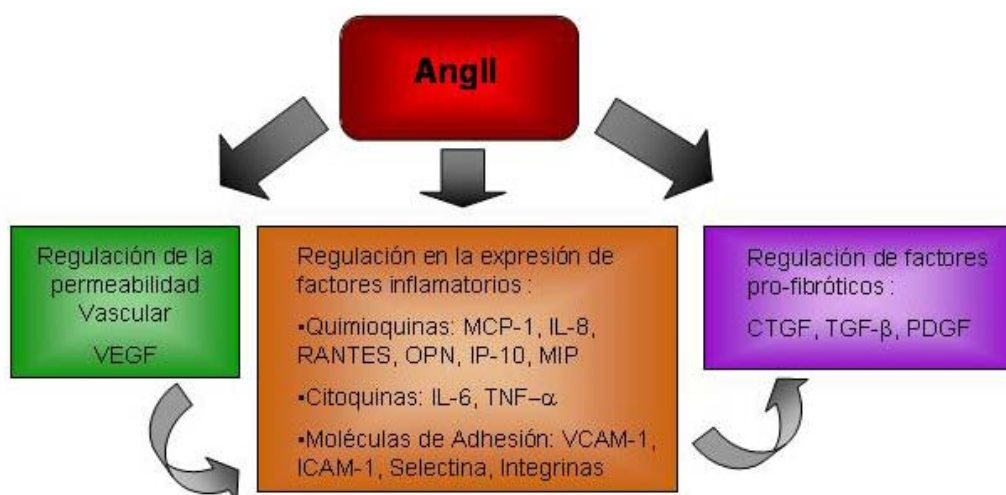 AngII
Regulación de la
permeabilidad
Vascular
VEGF
Regulación en la expresión de
factores inflamatorios :
•Quimioquinas: MCP-1, IL-8,
RANTES, OPN, IP-10, MIP
•Citoquinas: IL-6, TNF–α
•Moléculas de Adhesión: VCAM-1,
ICAM-1, Selectina, Integrinas
Regulación de factores
pro-fibróticos :
CTGF, TGF-β, PDGF